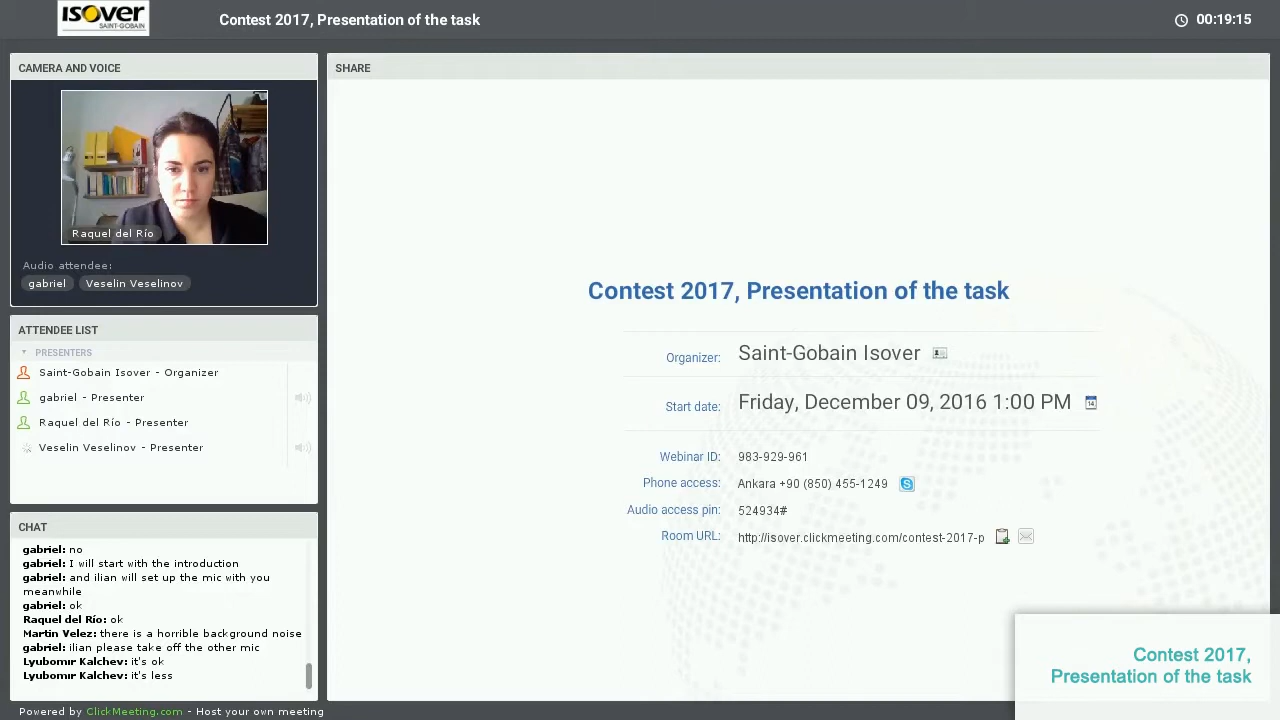 isover
SAINT-GOBAIN
Contest 2017, Presentation of the task
00:19:15
CAMERA AND VOICE
Raquel del Río
Audio attendee:
gabriel
Veselin Veselinov
ATTENDEE LIST
PRESENTERS
Saint-Gobain Isover - Organizer
gabriel - Presenter
Raquel del Río - Presenter
Veselin Veselinov - Presenter
CHAT
gabriel: no
gabriel: I will start with the introduction
gabriel: and ilian will set up the mic with you
meanwhile
gabriel: ok
Raquel del Río: ok
Martin Velez: there is a horrible background noise
gabriel: ilian please take off the other mic
Lyubomir Kalchev: it's ok
Lyubomir Kalchev: it's less
Powered by ClickMeeting.com - Host your own meeting
SHARE
Contest 2017, Presentation of the task
Organizer: Saint-Gobain Isover
Start date: Friday, December 09, 2016 1:00 PM
14
Webinar ID: 983-929-961
Phone access: Ankara +90 (850) 455-1249
Audio access pin: 524934#
Room URL: http://isover.clickmeeting.com/contest-2017-p
Contest 2017,
Presentation of the task